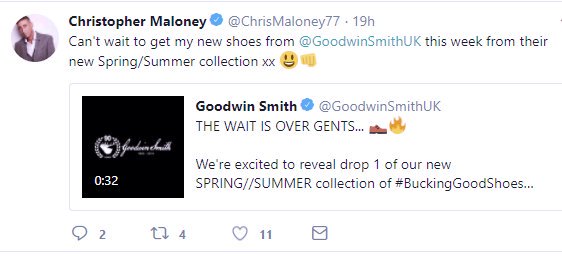 Christopher Maloney @ChrisMaloney77 · 19h
Can't wait to get my new shoes from @GoodwinSmithUK this week from their
new Spring/Summer collection xx 😃👊
Goodwin Smith @GoodwinSmithUK
THE WAIT IS OVER GENTS... 👞🔥
Goodwin Smith
We're excited to reveal drop 1 of our new
SPRING//SUMMER collection of #BuckingGoodShoes...
0:32
2 4 11